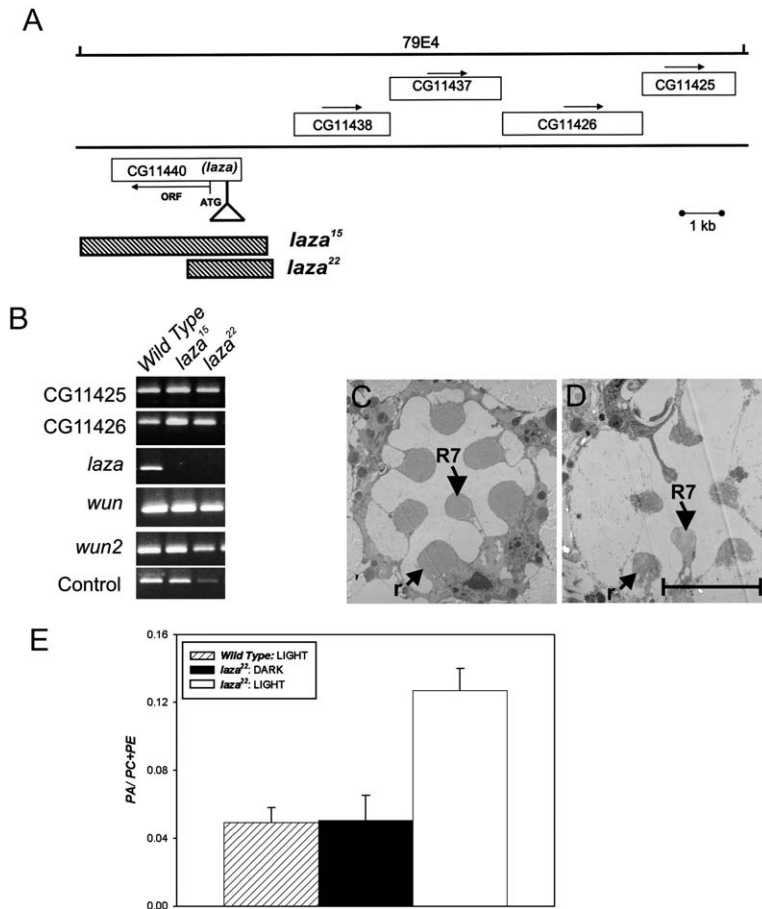 A
79E4
CG11437
CG11425
CG11438
CG11426
CG11440 (laza)
ORF
ATG
1 kb
laza15
laza22
B
Wild Type
laza15
laza22
CG11425
CG11426
laza
wun
wun2
Control
C
R7
r
D
R7
r
E
PA/ PC+PE
0.16
0.12
0.08
0.04
0.00
Wild Type: LIGHT
laza22: DARK
laza22: LIGHT